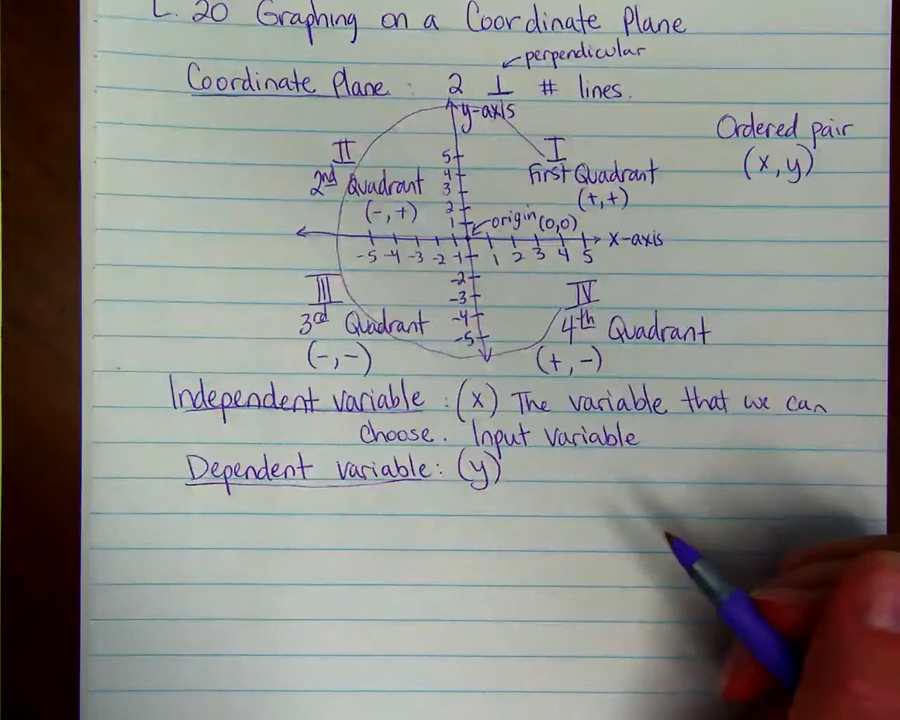 L. 20 Graphing on a Coordinate Plane
perpendicular
Coordinate Plane : 2 ⊥ # lines.
y-axis
Ordered pair
(x,y)
II
2nd Quadrant
(-,+)
I
First Quadrant
(+,+)
5
4
3
2
1
origin (0,0)
x-axis
-5 -4 -3 -2 -1 1 2 3 4 5
-2
-3
-4
-5
III
3rd Quadrant
(-,-)
IV
4th Quadrant
(+,-)
Independent variable : (x) The variable that we can
choose. Input variable
Dependent variable: (y)